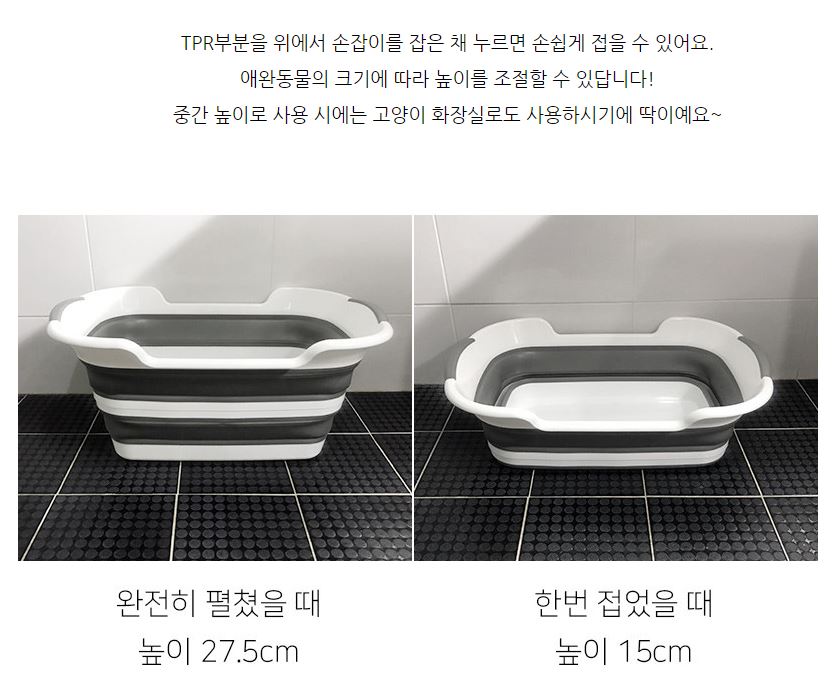 TPR부분을 위에서 손잡이를 잡은 채 누르면 손쉽게 접을 수 있어요.
애완동물의 크기에 따라 높이를 조절할 수 있답니다!
중간 높이로 사용 시에는 고양이 화장실로도 사용하시기에 딱이예요~
완전히 펼쳤을 때
높이 27.5cm
한번 접었을 때
높이 15cm